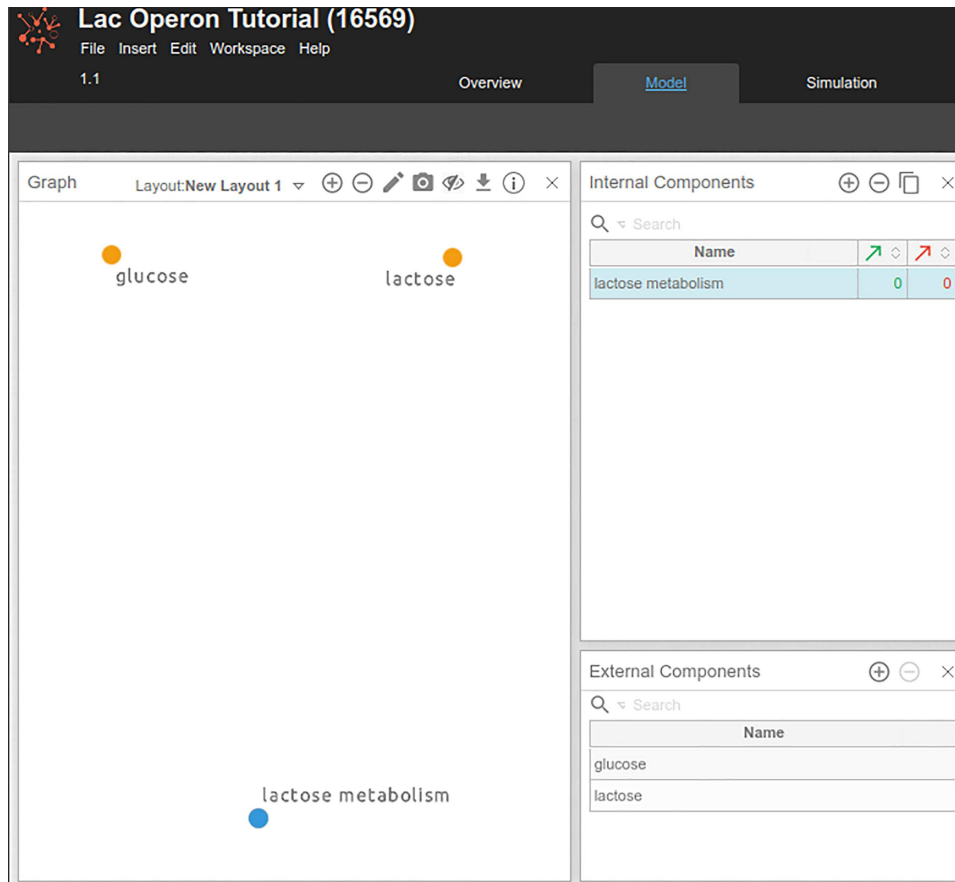 Lac Operon Tutorial (16569)
File Insert Edit Workspace Help
1.1
Overview
Model
Simulation
Graph
Layout:New Layout 1
glucose
lactose
lactose metabolism
Internal Components
Search
Name
lactose metabolism 0 0
External Components
Search
Name
glucose
lactose